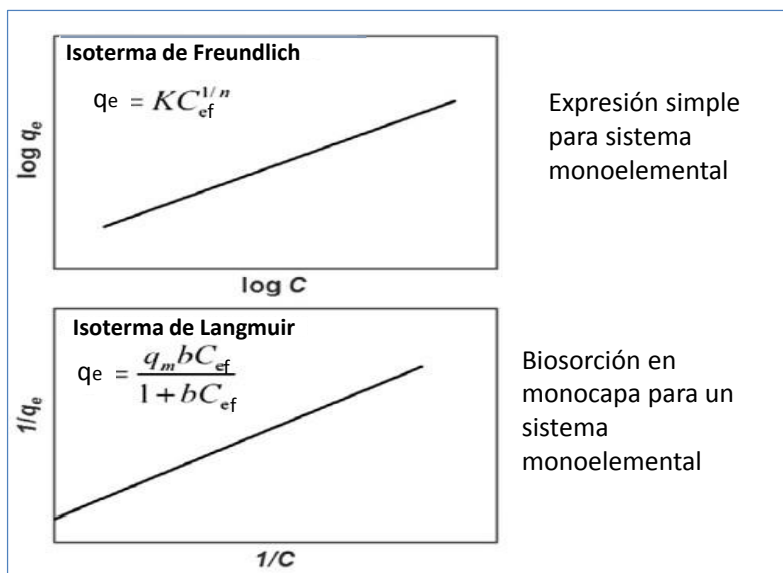 Isoterma de Freundlich
qe = KC_ef^1/n
log qe
log C
Expresión simple
para sistema
monoelemental
Isoterma de Langmuir
qe = q_m bC_ef / 1 + bC_ef
1/qe
1/C
Biosorción en
monocapa para un
sistema
monoelemental